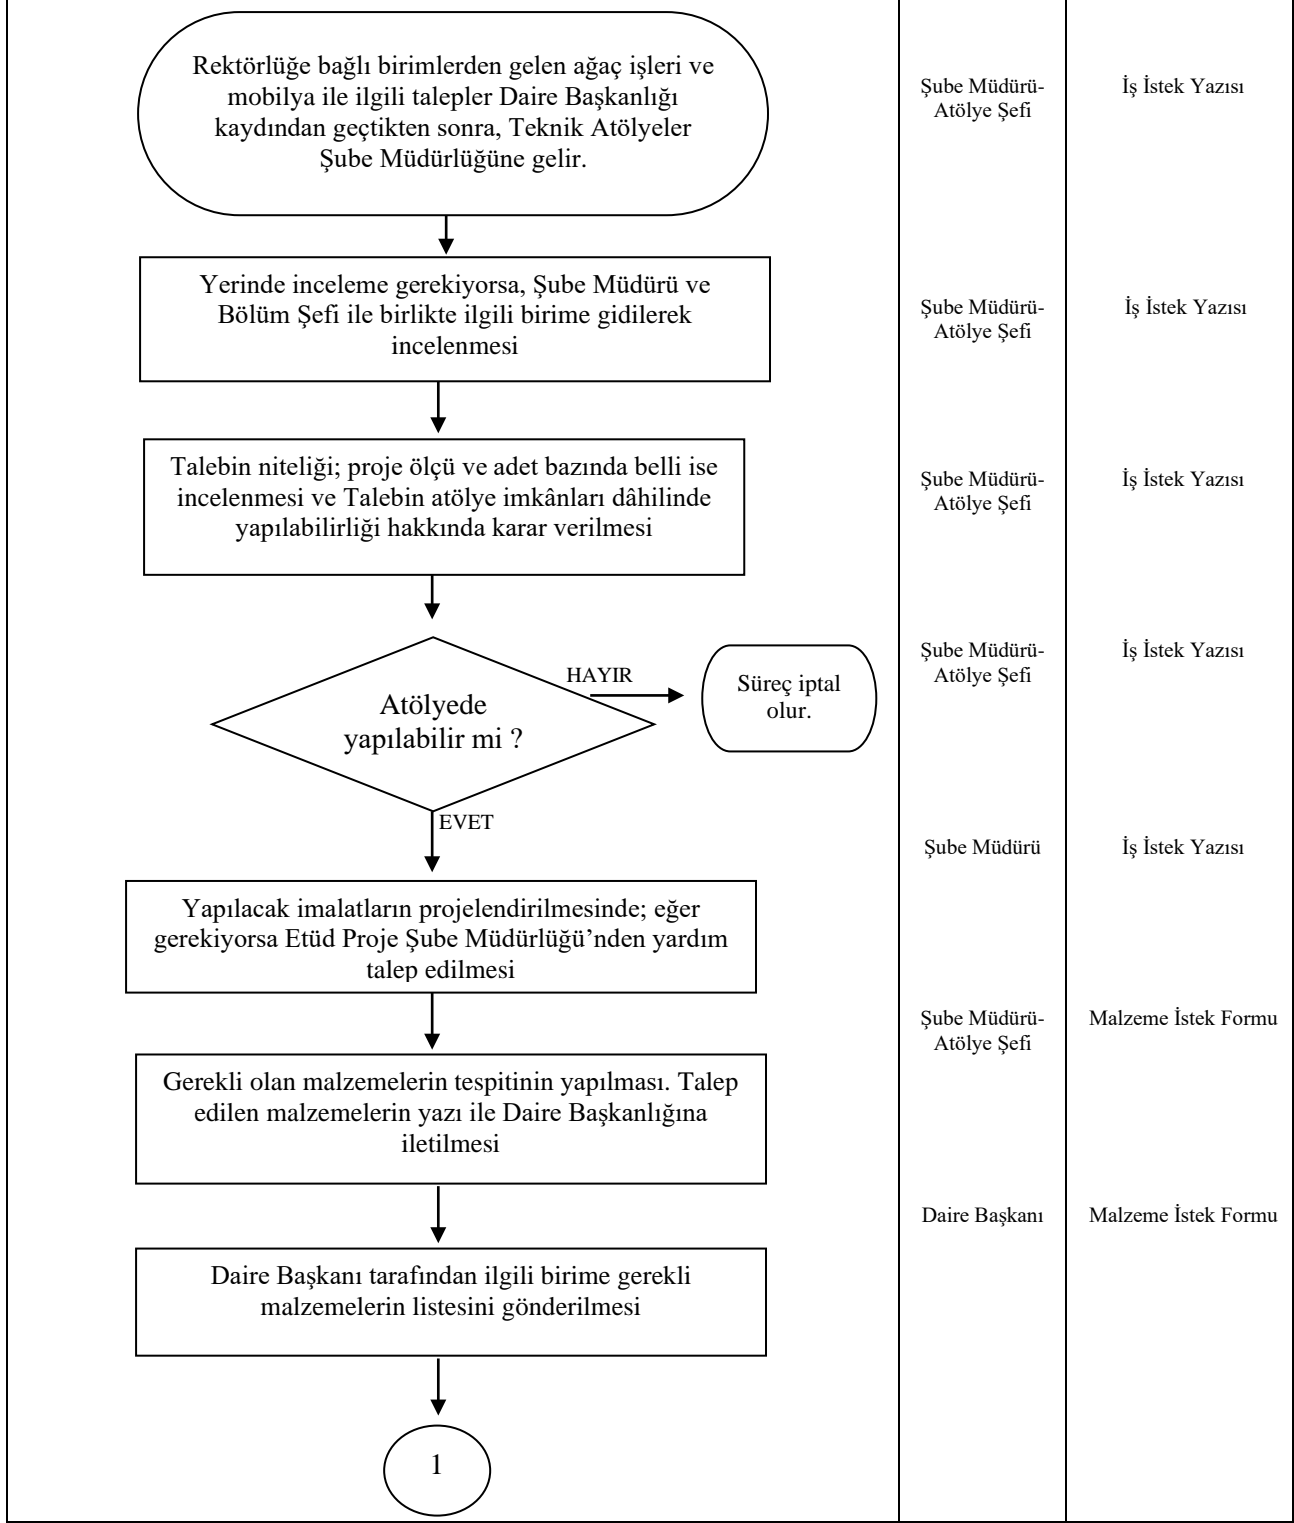 Rektörlüğe bağlı birimlerden gelen ağaç işleri ve
mobilya ile ilgili talepler Daire Başkanlığı
kaydından geçtikten sonra, Teknik Atölyeler
Şube Müdürlüğüne gelir.
Şube Müdürü-
Atölye Şefi
İş İstek Yazısı
Yerinde inceleme gerekiyorsa, Şube Müdürü ve
Bölüm Şefi ile birlikte ilgili birime gidilerek
incelenmesi
Şube Müdürü-
Atölye Şefi
İş İstek Yazısı
Talebin niteliği; proje ölçü ve adet bazında belli ise
incelenmesi ve Talebin atölye imkânları dâhilinde
yapılabilirliği hakkında karar verilmesi
Şube Müdürü-
Atölye Şefi
İş İstek Yazısı
Atölyede
yapılabilir mi ?
HAYIR
Süreç iptal
olur.
Şube Müdürü-
Atölye Şefi
İş İstek Yazısı
EVET
Şube Müdürü
İş İstek Yazısı
Yapılacak imalatların projelendirilmesinde; eğer
gerekiyorsa Etüd Proje Şube Müdürlüğü’nden yardım
talep edilmesi
Şube Müdürü-
Atölye Şefi
Malzeme İstek Formu
Gerekli olan malzemelerin tespitinin yapılması. Talep
edilen malzemelerin yazı ile Daire Başkanlığına
iletilmesi
Daire Başkanı
Malzeme İstek Formu
Daire Başkanı tarafından ilgili birime gerekli
malzemelerin listesini gönderilmesi
1